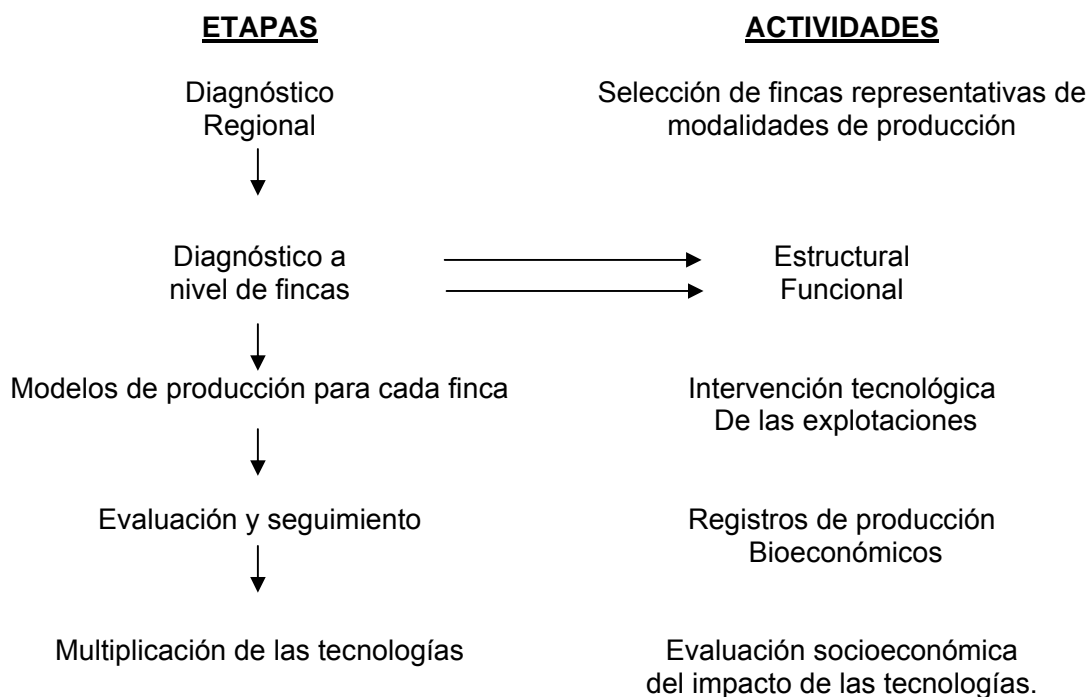 ETAPAS
ACTIVIDADES
Diagnóstico
Regional
Selección de fincas representativas de
modalidades de producción
Diagnóstico a
nivel de fincas
Estructural
Funcional
Modelos de producción para cada finca
Intervención tecnológica
De las explotaciones
Evaluación y seguimiento
Registros de producción
Bioeconómicos
Multiplicación de las tecnologías
Evaluación socioeconómica
del impacto de las tecnologías.